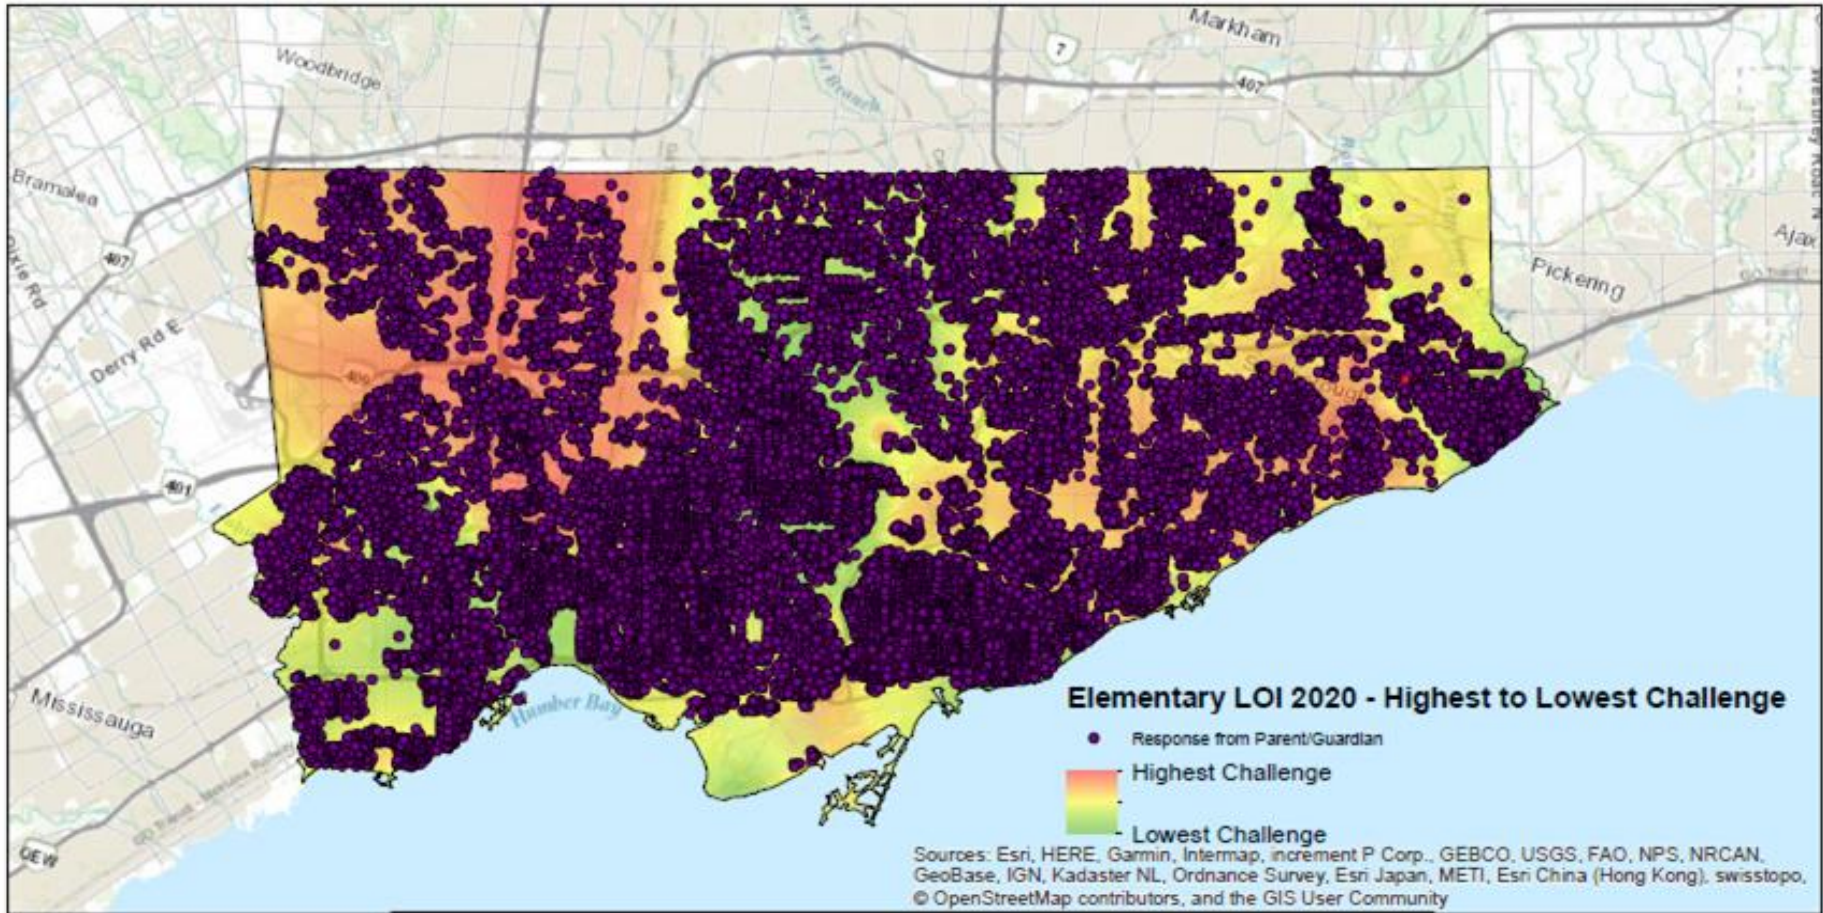 Markham
7
Woodbridge
407
Bramalea
Ajax
407
Pickering
Dixie Rd
Derry Rd E
409
401
Mississauga
Humber Bay
Elementary LOI 2020 - Highest to Lowest Challenge
Response from Parent/Guardian
Highest Challenge
Lowest Challenge
QEW
Sources: Esri, HERE, Garmin, Intermap, increment P Corp., GEBCO, USGS, FAO, NPS, NRCAN,
GeoBase, IGN, Kadaster NL, Ordnance Survey, Esri Japan, METI, Esri China (Hong Kong), swisstopo,
© OpenStreetMap contributors, and the GIS User Community